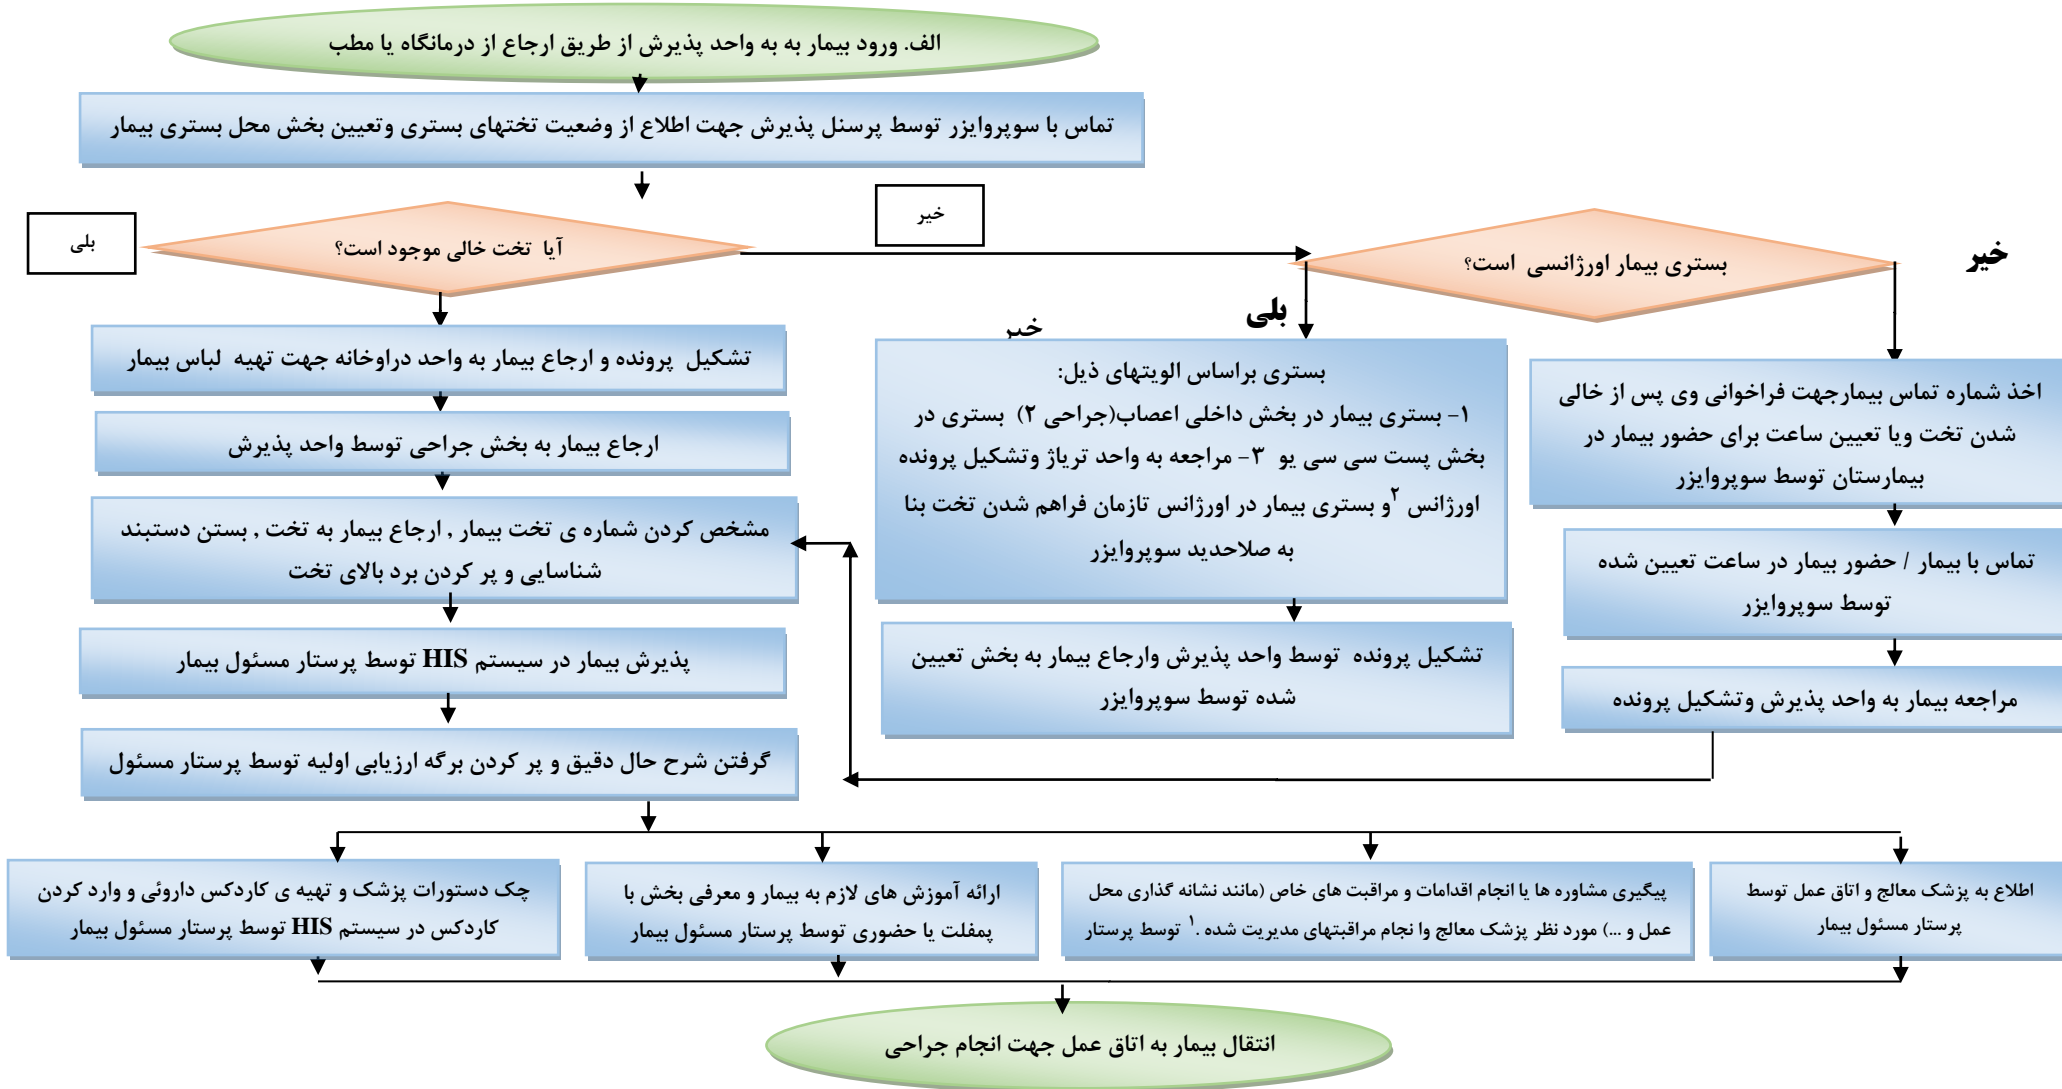 الف. ورود بیمار به به واحد پذیرش از طریق ارجاع از درمانگاه یا مطب
تماس با سوپروایزر توسط پرسنل پذیرش جهت اطلاع از وضعیت تختهای بستری وتعیین بخش محل بستری بیمار
خیر
بلی
آیا تخت خالی موجود است؟
بستری بیمار اورژانسی است؟
خیر
بلی
خیر
تشکیل پرونده و ارجاع بیمار به واحد دراوخانه جهت تهیه لباس بیمار
ارجاع بیمار به بخش جراحی توسط واحد پذیرش
مشخص کردن شماره ی تخت بیمار , ارجاع بیمار به تخت , بستن دستبند
شناسایی و پر کردن برد بالای تخت
پذیرش بیمار در سیستم HIS توسط پرستار مسئول بیمار
گرفتن شرح حال دقیق و پر کردن برگه ارزیابی اولیه توسط پرستار مسئول
بستری براساس الویتهای ذیل:
۱- بستری بیمار در بخش داخلی اعصاب(جراحی ۲) بستری در
بخش پست سی سی یو ۳- مراجعه به واحد تریاژ وتشکیل پرونده
اورژانس ۲و بستری بیمار در اورژانس تازمان فراهم شدن تخت بنا
به صلاحدید سوپروایزر
تشکیل پرونده توسط واحد پذیرش وارجاع بیمار به بخش تعیین
شده توسط سوپروایزر
اخذ شماره تماس بیمارجهت فراخوانی وی پس از خالی
شدن تخت ویا تعیین ساعت برای حضور بیمار در
بیمارستان توسط سوپروایزر
تماس با بیمار / حضور بیمار در ساعت تعیین شده
توسط سوپروایزر
مراجعه بیمار به واحد پذیرش وتشکیل پرونده
اطلاع به پزشک معالج و اتاق عمل توسط
پرستار مسئول بیمار
پیگیری مشاوره ها یا انجام اقدامات و مراقبت های خاص (مانند نشانه گذاری محل
عمل و ...) مورد نظر پزشک معالج وا نجام مراقبتهای مدیریت شده .۱ توسط پرستار
ارائه آموزش های لازم به بیمار و معرفی بخش با
پمفلت یا حضوری توسط پرستار مسئول بیمار
چک دستورات پزشک و تهیه ی کاردکس داروئی و وارد کردن
کاردکس در سیستم HIS توسط پرستار مسئول بیمار
انتقال بیمار به اتاق عمل جهت انجام جراحی